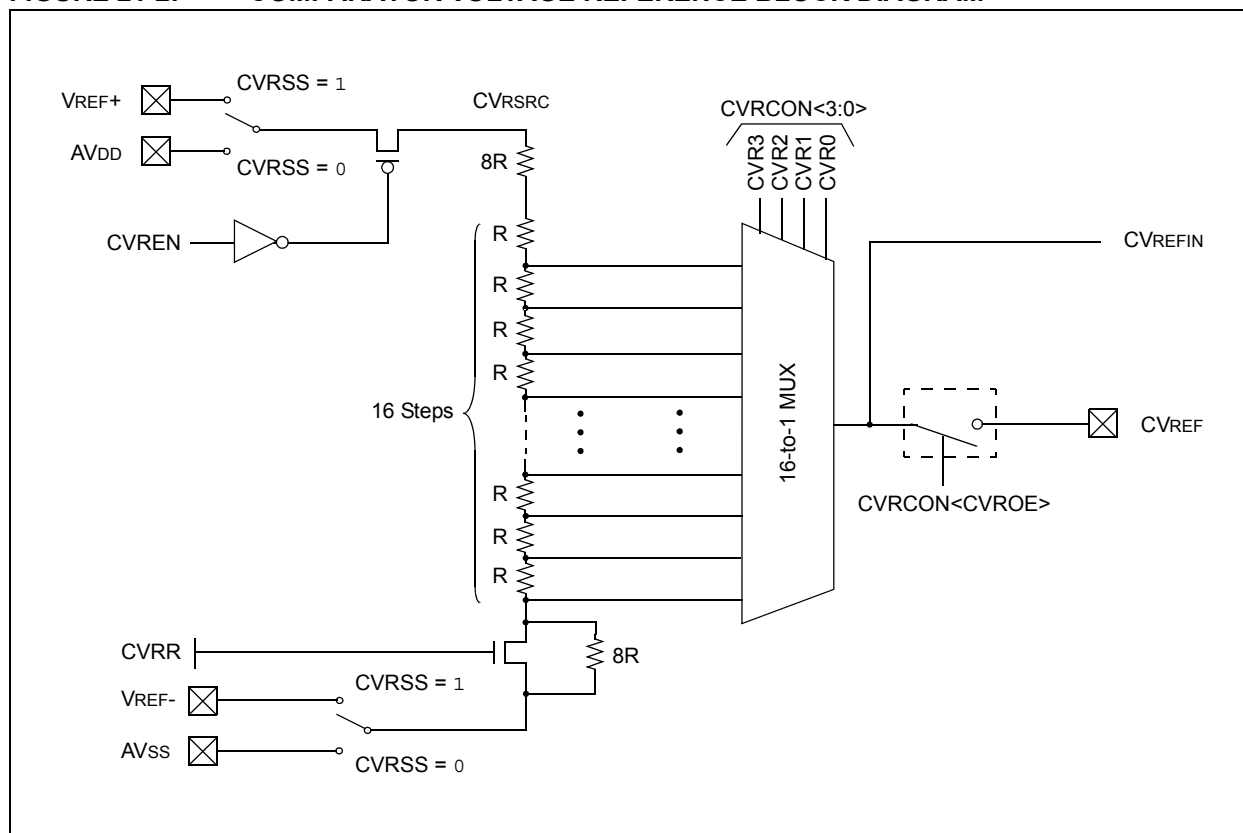 VREF+
CVRSS = 1
AVDD
CVRSS = 0
CVREN
CVRSRC
8R
R
R
R
R
16 Steps
R
R
R
CVRR
8R
VREF-
CVRSS = 1
AVSS
CVRSS = 0
CVRCON<3:0>
CVR3
CVR2
CVR1
CVR0
16-to-1 MUX
CVREFIN
CVREF
CVRCON<CVROE>